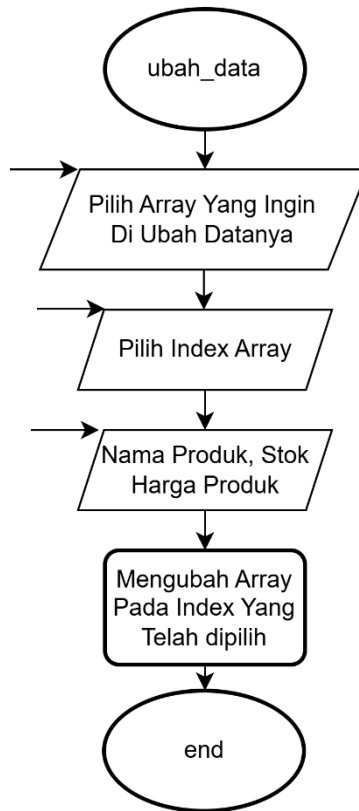 ubah_data
Pilih Array Yang Ingin
Di Ubah Datanya
Pilih Index Array
Nama Produk, Stok
Harga Produk
Mengubah Array
Pada Index Yang
Telah dipilih
end